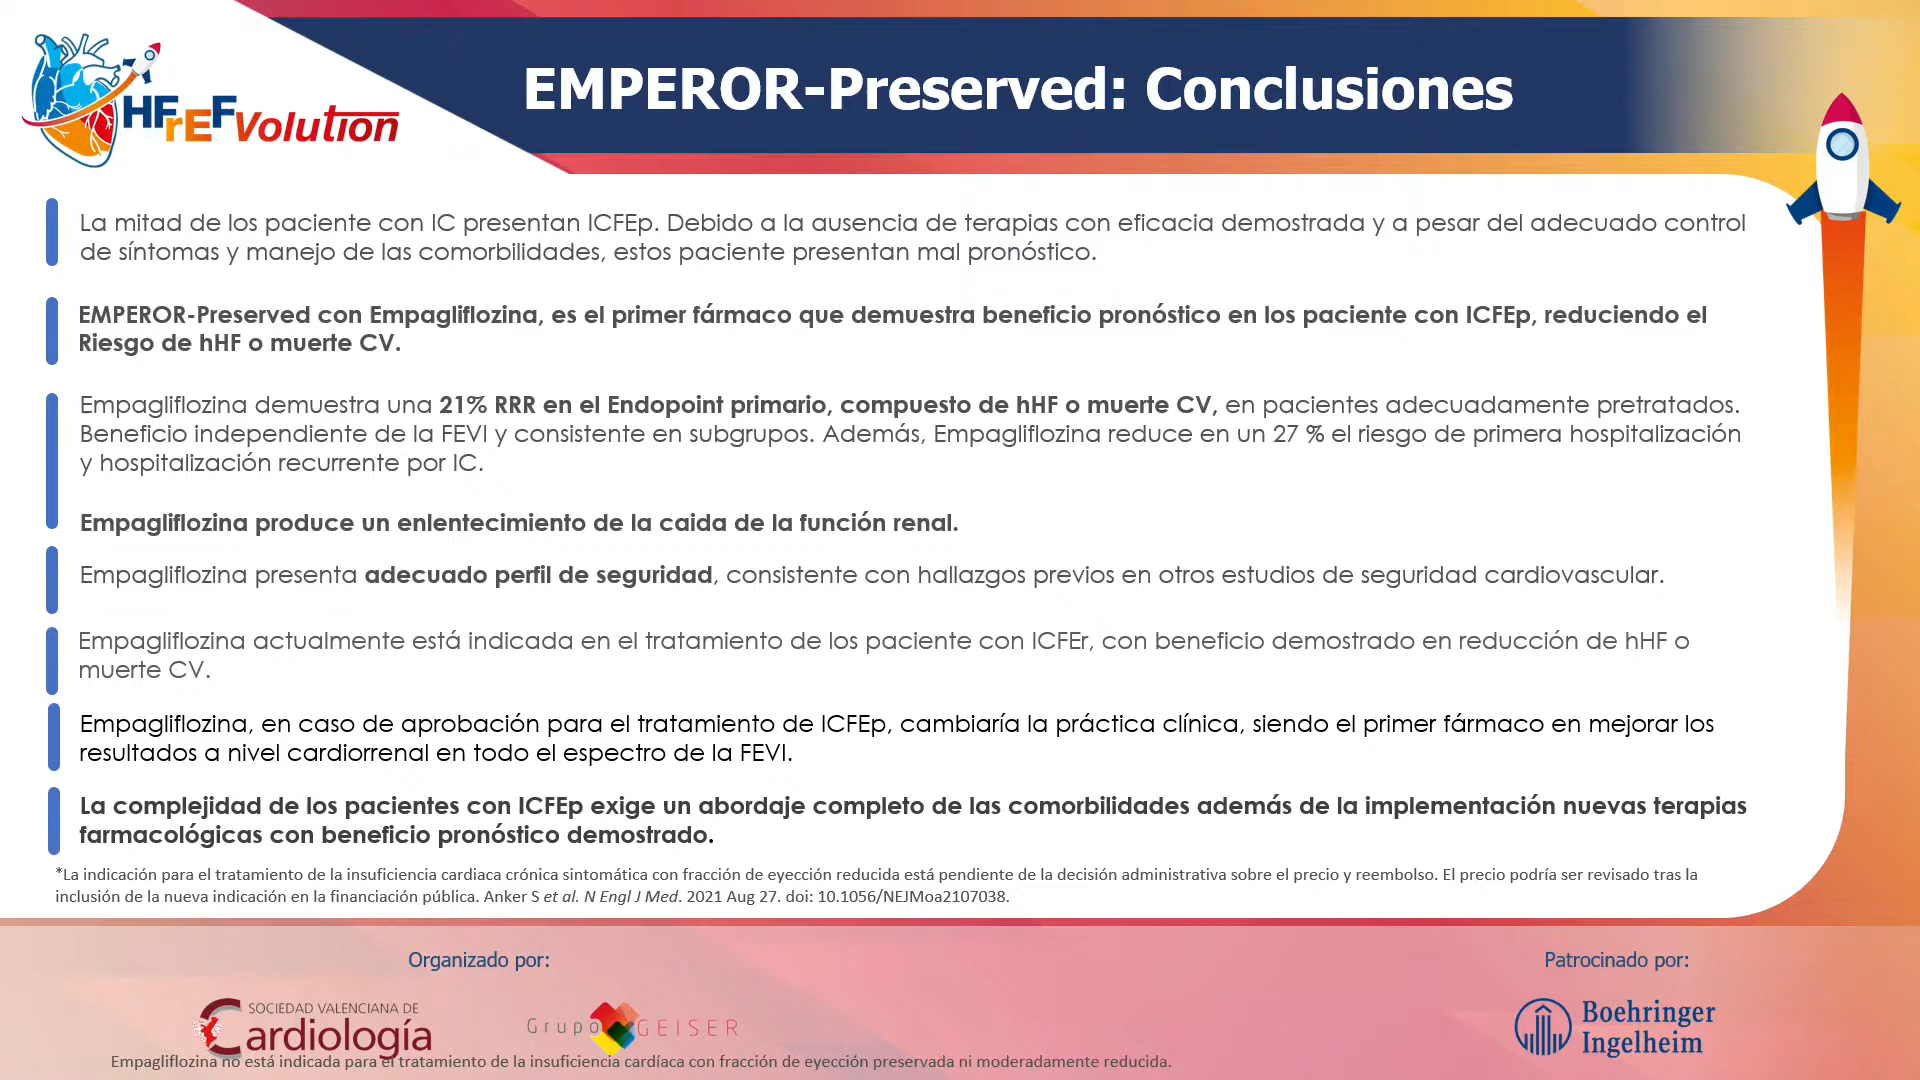 HFrEFVolution
EMPEROR-Preserved: Conclusiones
La mitad de los paciente con IC presentan ICFEp. Debido a la ausencia de terapias con eficacia demostrada y a pesar del adecuado control
de síntomas y manejo de las comorbilidades, estos paciente presentan mal pronóstico.
EMPEROR-Preserved con Empagliflozina, es el primer fármaco que demuestra beneficio pronóstico en los paciente con ICFEp, reduciendo el
Riesgo de hHF o muerte CV.
Empagliflozina demuestra una 21% RRR en el Endopoint primario, compuesto de hHF o muerte CV, en pacientes adecuadamente pretratados.
Beneficio independiente de la FEVI y consistente en subgrupos. Además, Empagliflozina reduce en un 27 % el riesgo de primera hospitalización
y hospitalización recurrente por IC.
Empagliflozina produce un enlentecimiento de la caida de la función renal.
Empagliflozina presenta adecuado perfil de seguridad, consistente con hallazgos previos en otros estudios de seguridad cardiovascular.
Empagliflozina actualmente está indicada en el tratamiento de los paciente con ICFEr, con beneficio demostrado en reducción de hHF o
muerte CV.
Empagliflozina, en caso de aprobación para el tratamiento de ICFEp, cambiaría la práctica clínica, siendo el primer fármaco en mejorar los
resultados a nivel cardiorrenal en todo el espectro de la FEVI.
La complejidad de los pacientes con ICFEp exige un abordaje completo de las comorbilidades además de la implementación nuevas terapias
farmacológicas con beneficio pronóstico demostrado.
*La indicación para el tratamiento de la insuficiencia cardiaca crónica sintomática con fracción de eyección reducida está pendiente de la decisión administrativa sobre el precio y reembolso. El precio podría ser revisado tras la
inclusión de la nueva indicación en la financiación pública. Anker S et al. N Engl J Med. 2021 Aug 27. doi: 10.1056/NEJMoa2107038.
Organizado por:
Patrocinado por:
SOCIEDAD VALENCIANA DE
Cardiología
Grupo GEISER
Boehringer
Ingelheim
Empagliflozina no está indicada para el tratamiento de la insuficiencia cardíaca con fracción de eyección preservada ni moderadamente reducida.